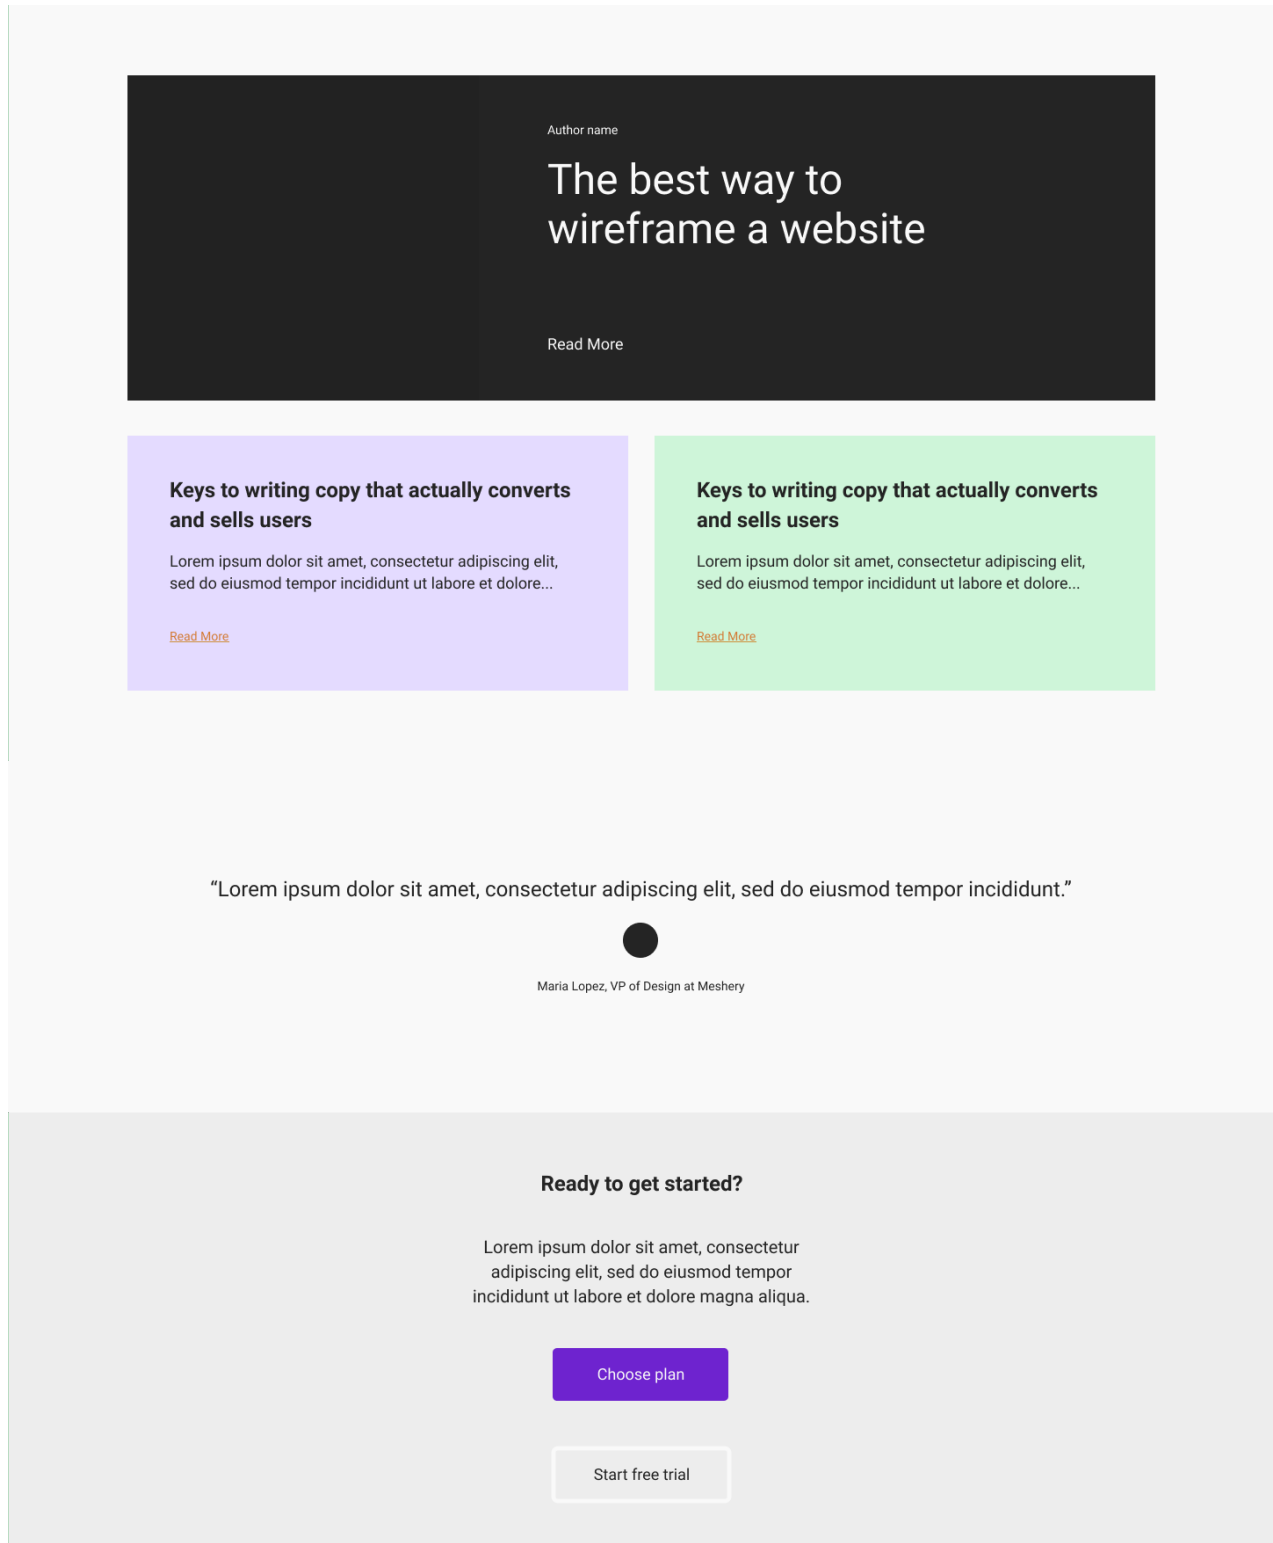 Author name
The best way to
wireframe a website
Read More
Keys to writing copy that actually converts
and sells users
Lorem ipsum dolor sit amet, consectetur adipiscing elit,
sed do eiusmod tempor incididunt ut labore et dolore...
Read More
Keys to writing copy that actually converts
and sells users
Lorem ipsum dolor sit amet, consectetur adipiscing elit,
sed do eiusmod tempor incididunt ut labore et dolore...
Read More
“Lorem ipsum dolor sit amet, consectetur adipiscing elit, sed do eiusmod tempor incididunt.”
Maria Lopez, VP of Design at Meshery
Ready to get started?
Lorem ipsum dolor sit amet, consectetur
adipiscing elit, sed do eiusmod tempor
incididunt ut labore et dolore magna aliqua.
Choose plan
Start free trial